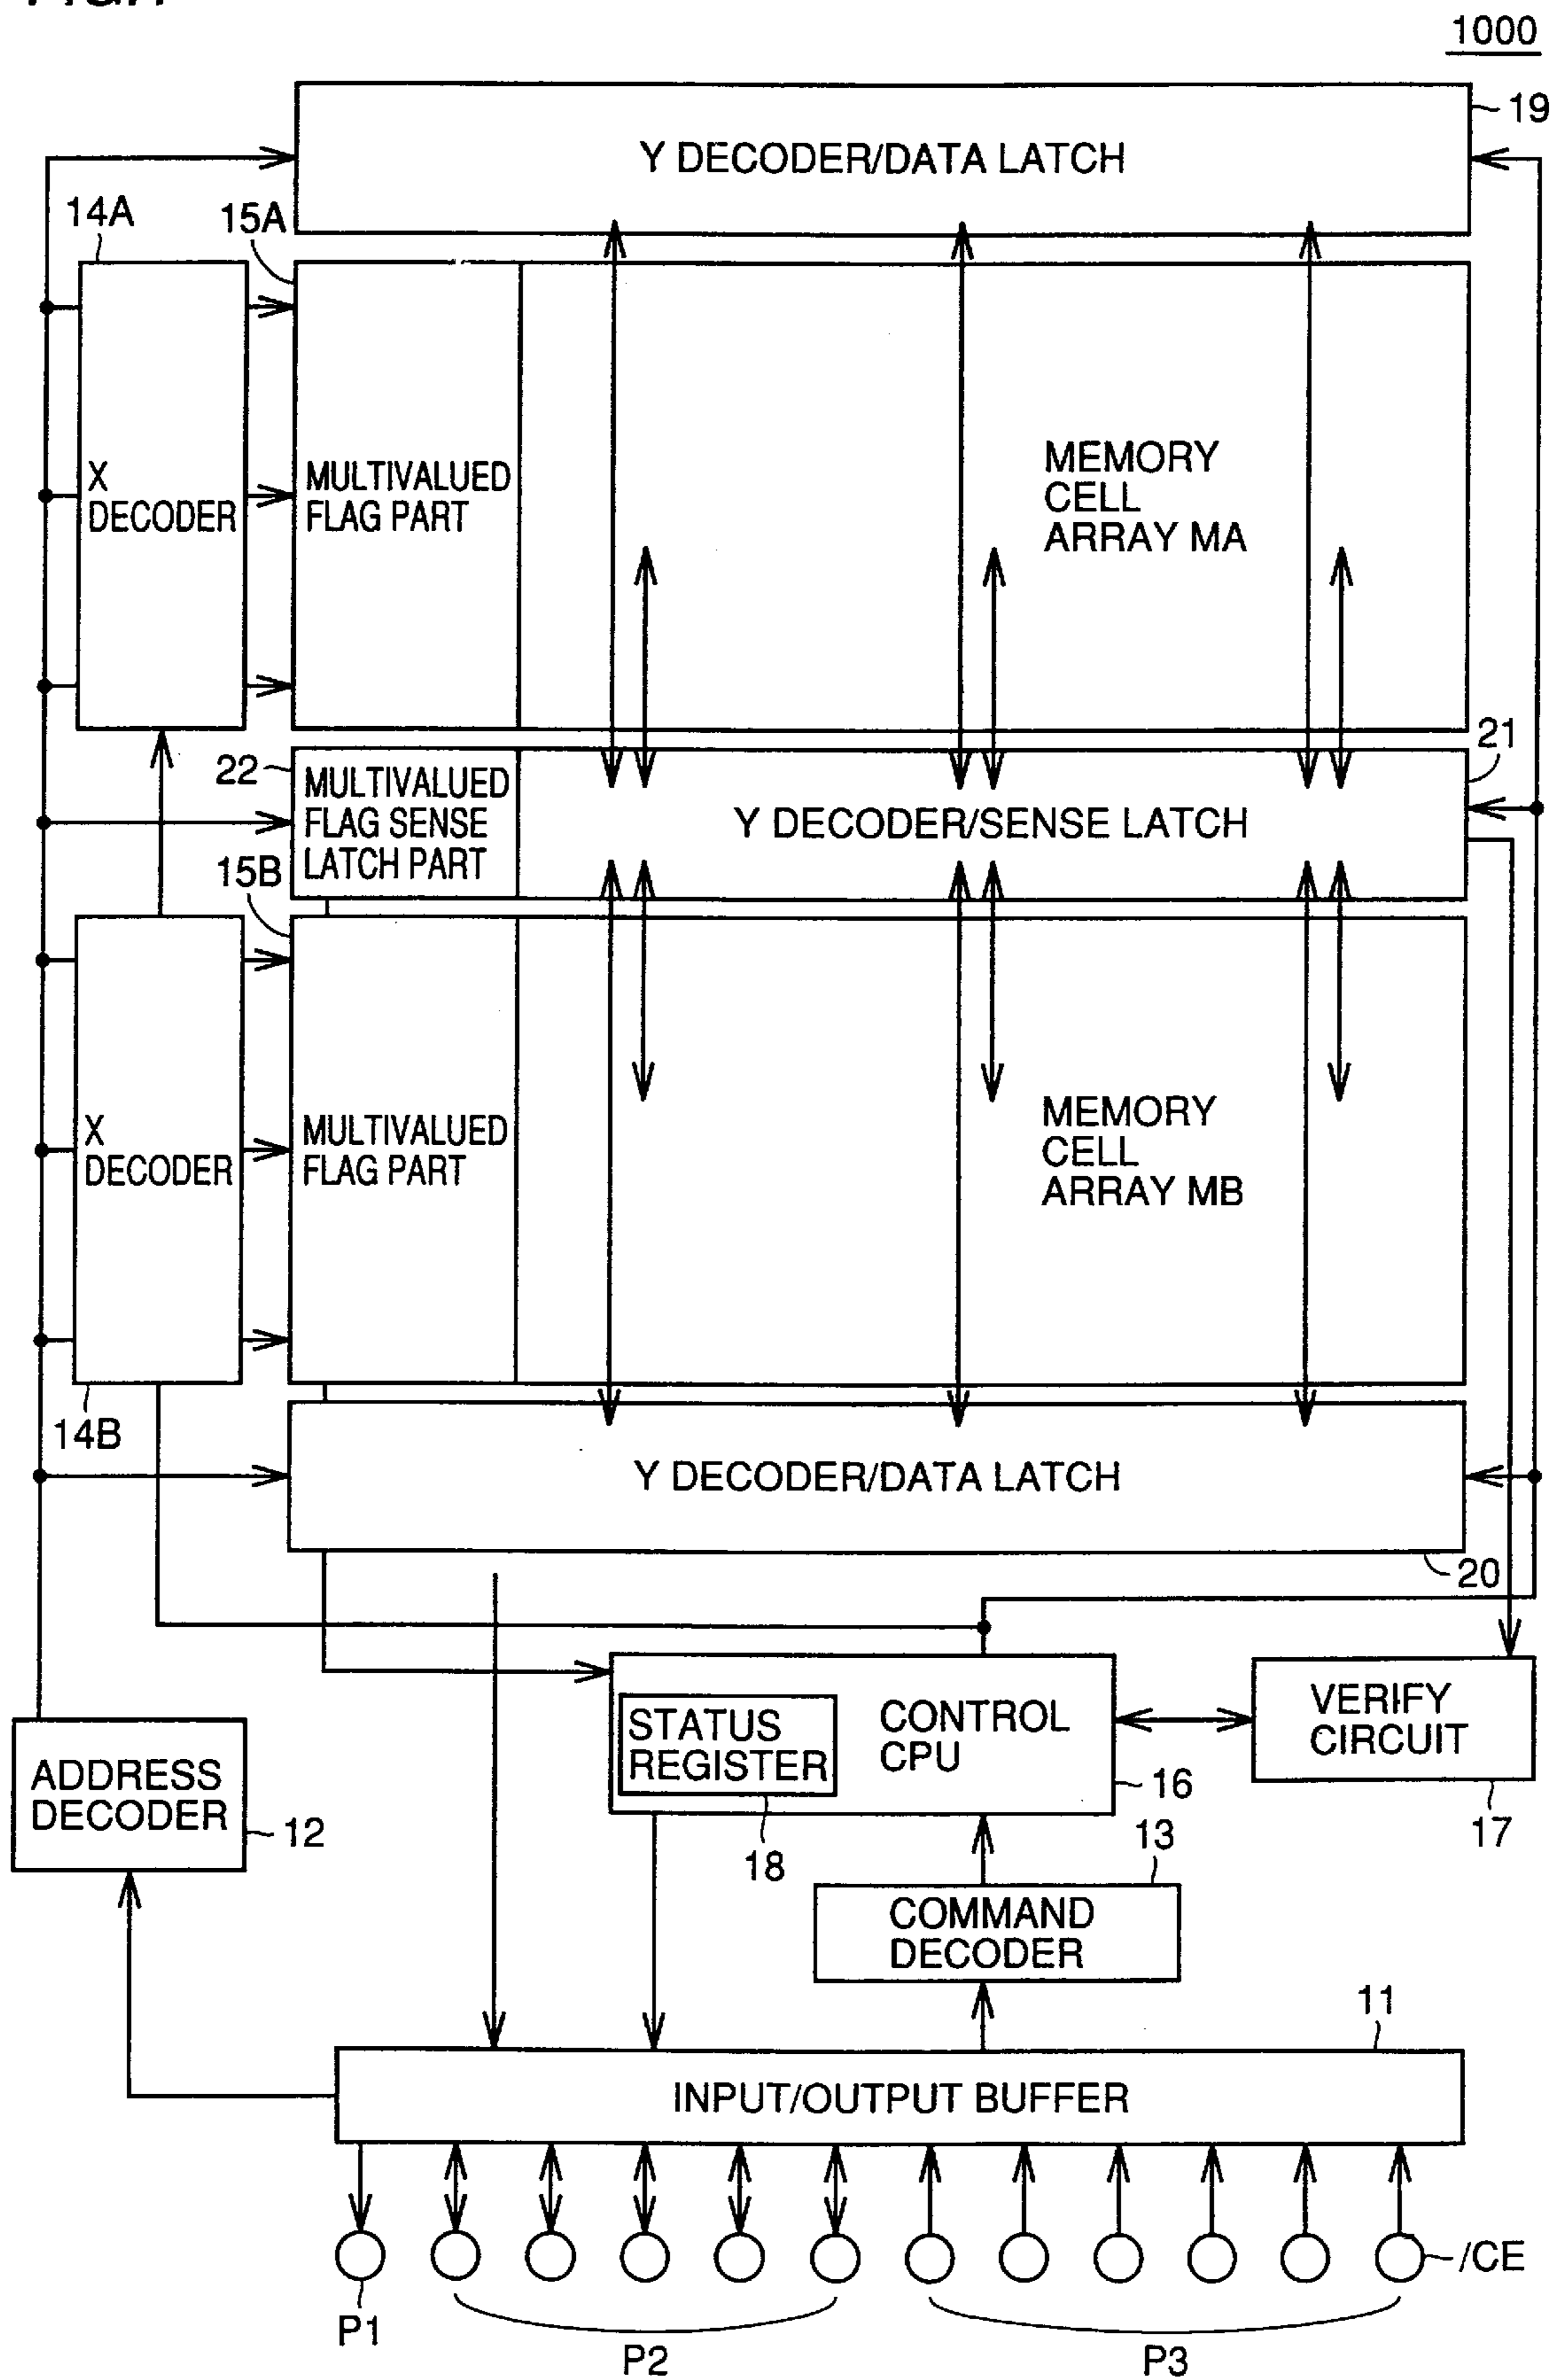 1000
19
Y DECODER/DATA LATCH
14A
15A
X
DECODER
MULTIVALUED
FLAG PART
MEMORY
CELL
ARRAY MA
21
22
MULTIVALUED
FLAG SENSE
LATCH PART
Y DECODER/SENSE LATCH
15B
X
DECODER
MULTIVALUED
FLAG PART
MEMORY
CELL
ARRAY MB
14B
Y DECODER/DATA LATCH
20
STATUS
REGISTER
CONTROL
CPU
VERIFY
CIRCUIT
ADDRESS
DECODER
12
16
17
18
13
COMMAND
DECODER
11
INPUT/OUTPUT BUFFER
/CE
P1
P2
P3